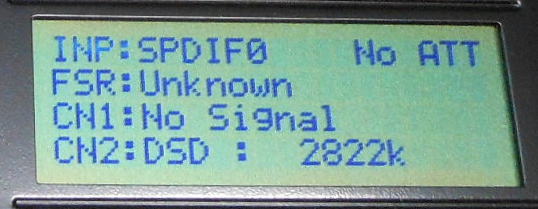 INP:SPDIF0 No ATT
FSR:Unknown
CN1:No Signal
CN2:DSD : 2822k